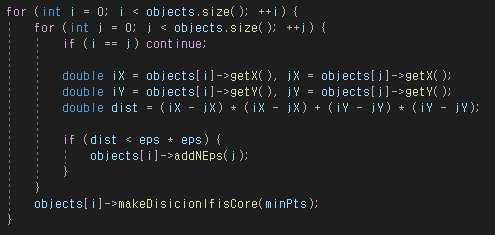 for (int i = 0; i < objects.size(); ++i) {
for (int j = 0; j < objects.size(); ++j) {
if (i == j) continue;
double iX = objects[i]->getX(), jX = objects[j]->getX();
double iY = objects[i]->getY(), jY = objects[j]->getY();
double dist = (iX - jX) * (iX - jX) + (iY - jY) * (iY - jY);
if (dist < eps * eps) {
objects[i]->addNEps(j);
}
}
objects[i]->makeDisicionIfisCore(minPts);
}